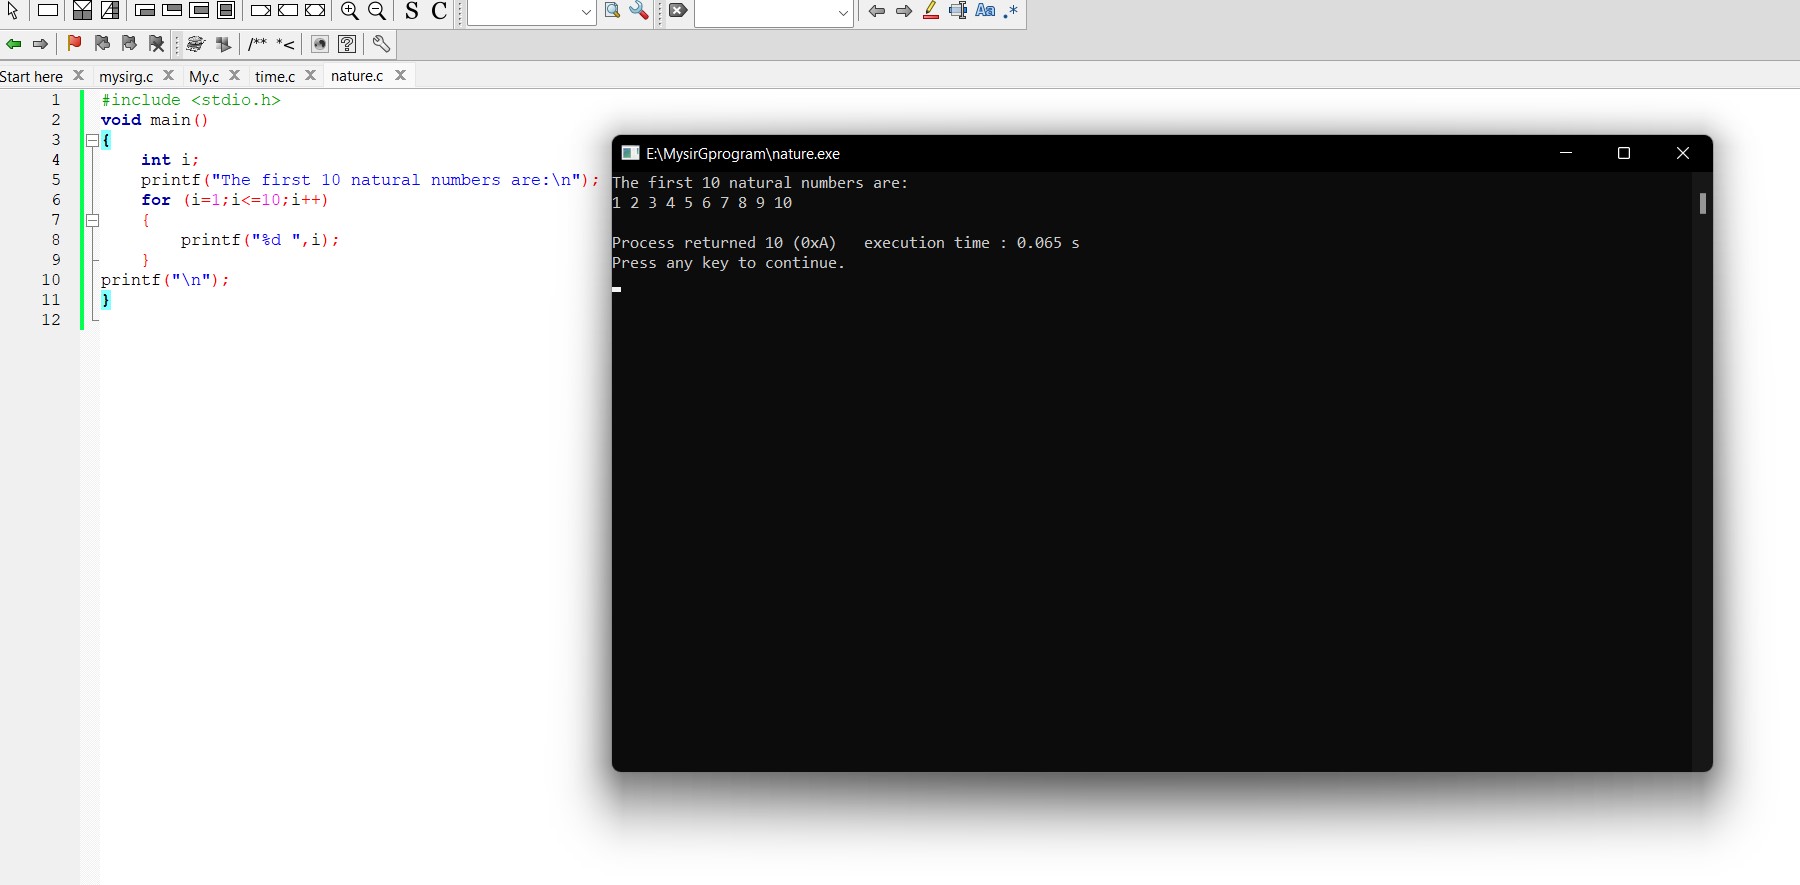 S C
Aa .*
/** *<
Start here mysirg.c My.c time.c nature.c
1 #include <stdio.h>
2 void main()
3 {
4 int i;
5 printf("The first 10 natural numbers are:\n");
6 for (i=1;i<=10;i++)
7 {
8 printf("%d ",i);
9 }
10 printf("\n");
11 }
12
E:\MysirGprogram\nature.exe
The first 10 natural numbers are:
1 2 3 4 5 6 7 8 9 10
Process returned 10 (0xA) execution time : 0.065 s
Press any key to continue.